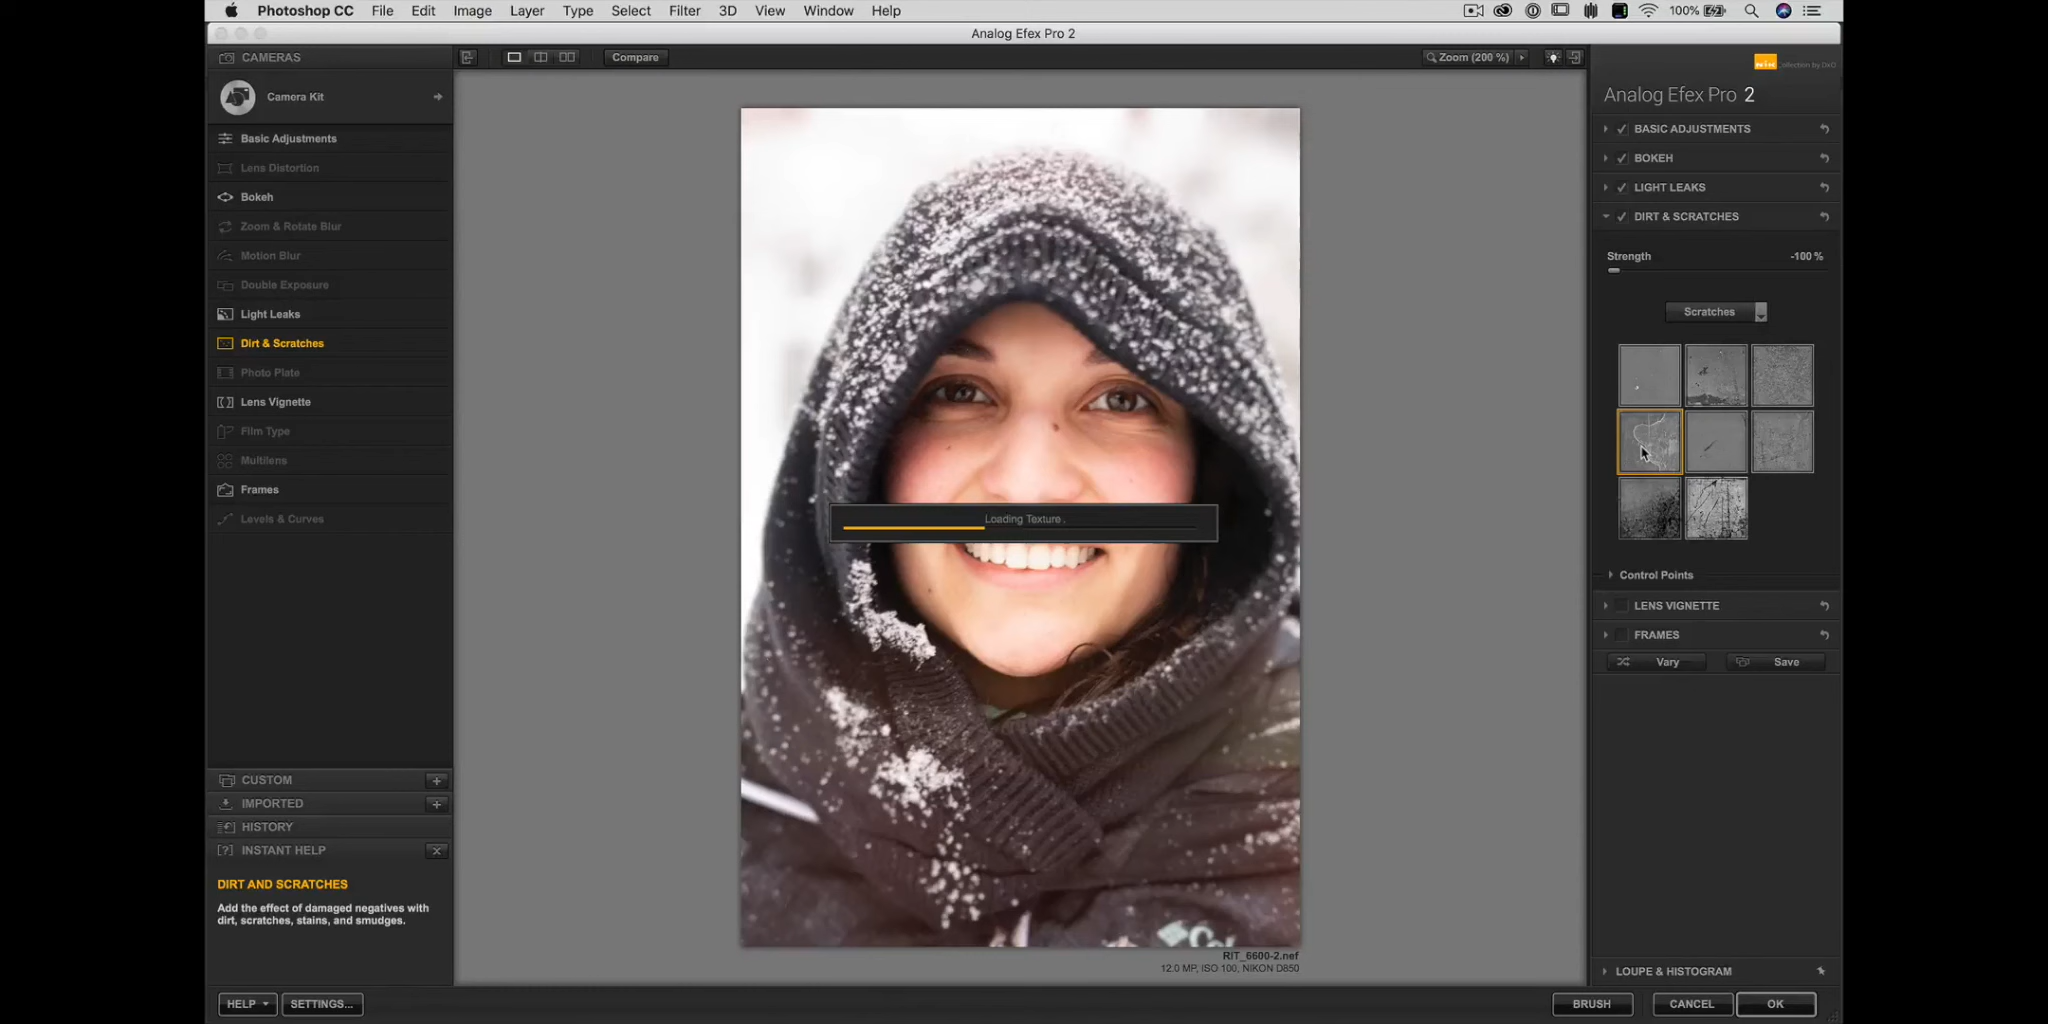 Photoshop CC File Edit Image Layer Type Select Filter 3D View Window Help 100%
Analog Efex Pro 2
CAMERAS
Compare
Zoom (200 %)
Camera Kit
Basic Adjustments
Lens Distortion
Bokeh
Zoom & Rotate Blur
Motion Blur
Double Exposure
Light Leaks
Dirt & Scratches
Photo Plate
Lens Vignette
Film Type
Multilens
Frames
Levels & Curves
CUSTOM
IMPORTED
HISTORY
[?] INSTANT HELP
DIRT AND SCRATCHES
Add the effect of damaged negatives with
dirt, scratches, stains, and smudges.
HELP
SETTINGS...
Loading Texture .
RIT_6600-2.nef
12.0 MP, ISO 100, NIKON D850
Analog Efex Pro 2
BASIC ADJUSTMENTS
BOKEH
LIGHT LEAKS
DIRT & SCRATCHES
Strength -100 %
Scratches
Control Points
LENS VIGNETTE
FRAMES
Vary
Save
LOUPE & HISTOGRAM
BRUSH
CANCEL
OK